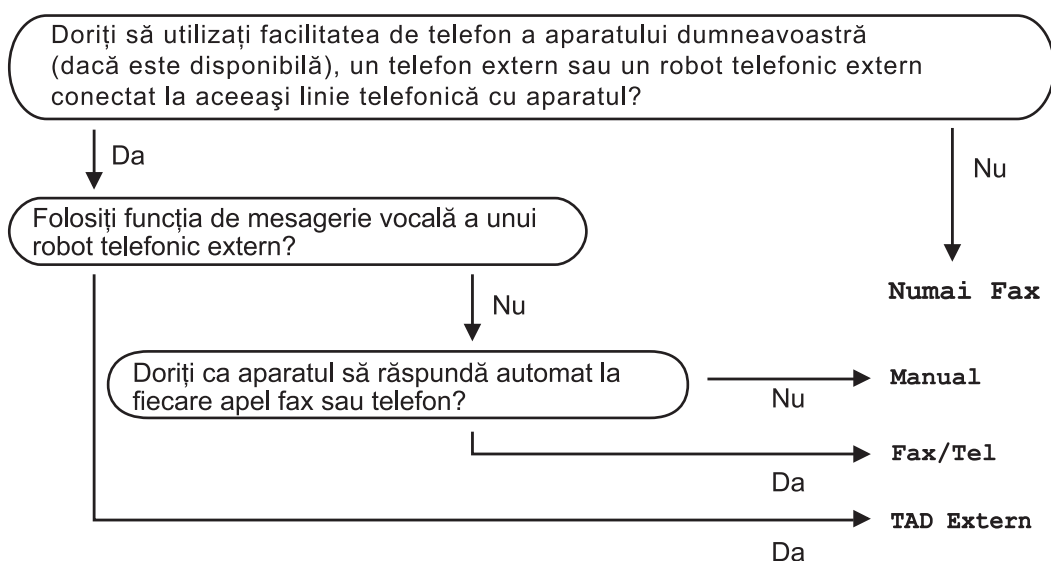 Doriți să utilizați facilitatea de telefon a aparatului dumneavoastră
(dacă este disponibilă), un telefon extern sau un robot telefonic extern
conectat la aceeaşi linie telefonică cu aparatul?
Da
Nu
Folosiți funcția de mesagerie vocală a unui
robot telefonic extern?
Numai Fax
Nu
Doriți ca aparatul să răspundă automat la
fiecare apel fax sau telefon?
Manual
Nu
Fax/Tel
Da
TAD Extern
Da